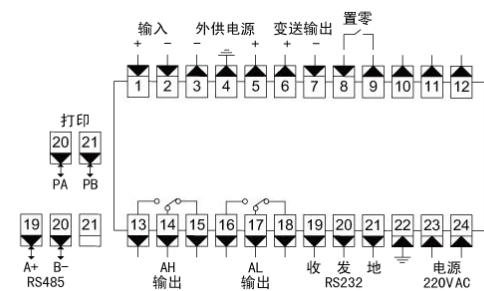 置零
输入 外供电源 变送输出
+ − − + + −
1 2 3 4 5 6 7 8 9 10 11 12
打印
20 21
PA PB
19 20 21 13 14 15 16 17 18 19 20 21 22 23 24
A+ B- AH AL 收 发 地 电源
RS485 输出 输出 RS232 220VAC